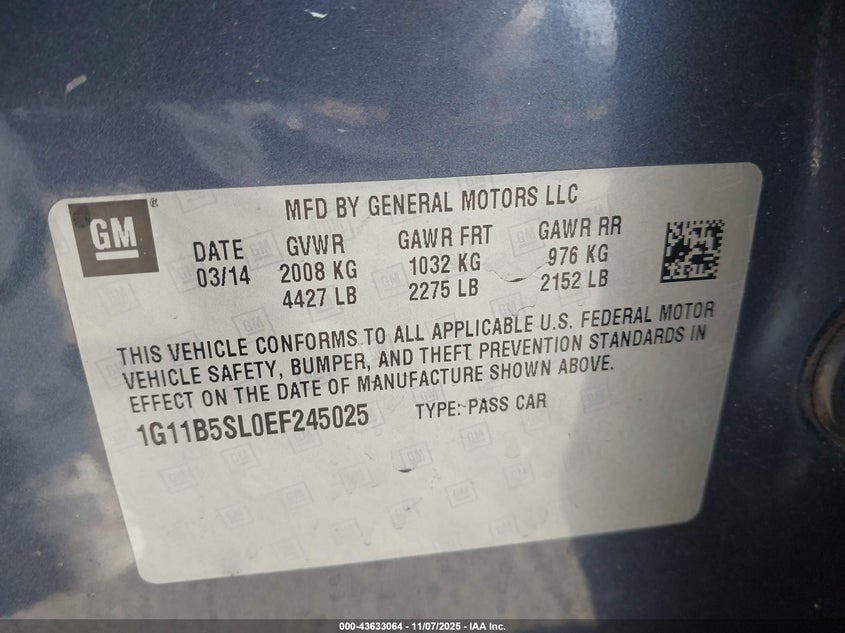 GM®
MFD BY GENERAL MOTORS LLC
DATE GVWR GAWR FRT GAWR RR
03/14 2008 KG 1032 KG 976 KG
4427 LB 2275 LB 2152 LB
THIS VEHICLE CONFORMS TO ALL APPLICABLE U.S. FEDERAL MOTOR
VEHICLE SAFETY, BUMPER, AND THEFT PREVENTION STANDARDS IN
EFFECT ON THE DATE OF MANUFACTURE SHOWN ABOVE.
1G11B5SL0EF245025 TYPE: PASS CAR
000-43633064 - 11/07/2025 - IAA Inc.